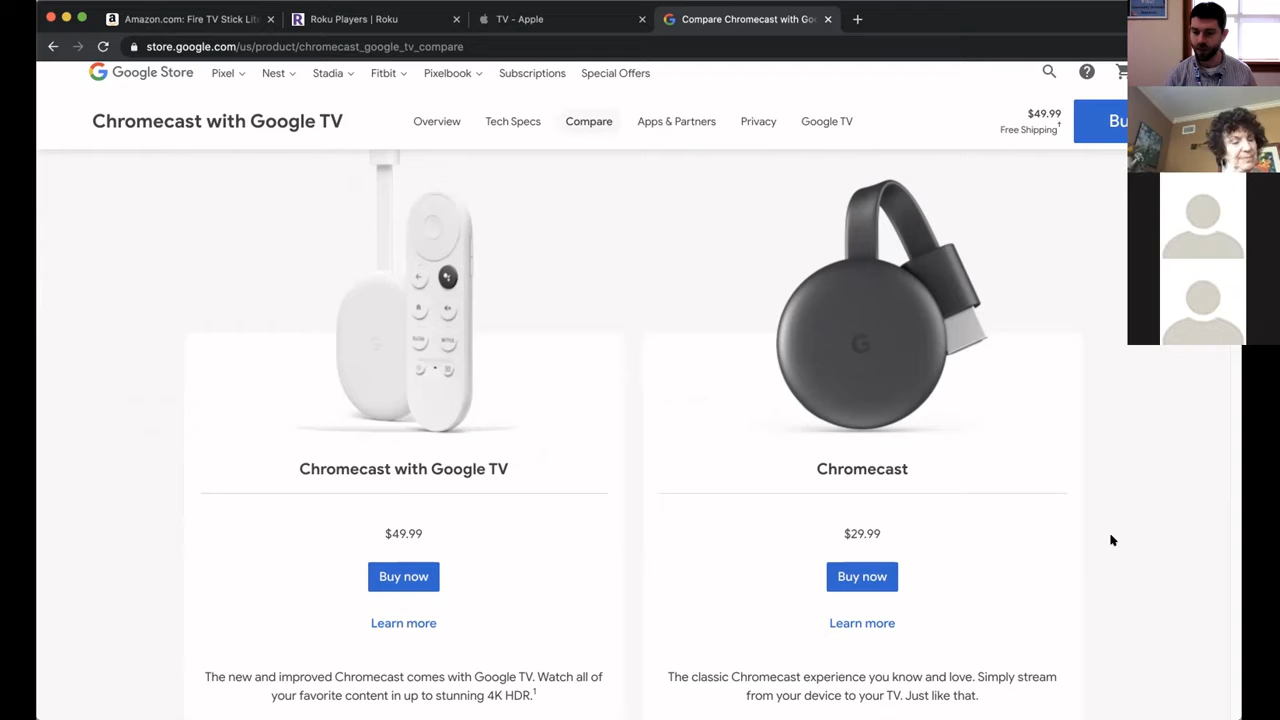 Amazon.com: Fire TV Stick Lit
Roku Players | Roku
TV - Apple
Compare Chromecast with Goo
store.google.com/us/product/chromecast_google_tv_compare
Google Store
Pixel
Nest
Stadia
Fitbit
Pixelbook
Subscriptions
Special Offers
Chromecast with Google TV
Overview
Tech Specs
Compare
Apps & Partners
Privacy
Google TV
$49.99
Free Shipping†
Bu
G
Chromecast with Google TV
Chromecast
$49.99
$29.99
Buy now
Buy now
Learn more
Learn more
The new and improved Chromecast comes with Google TV. Watch all of
your favorite content in up to stunning 4K HDR.1
The classic Chromecast experience you know and love. Simply stream
from your device to your TV. Just like that.